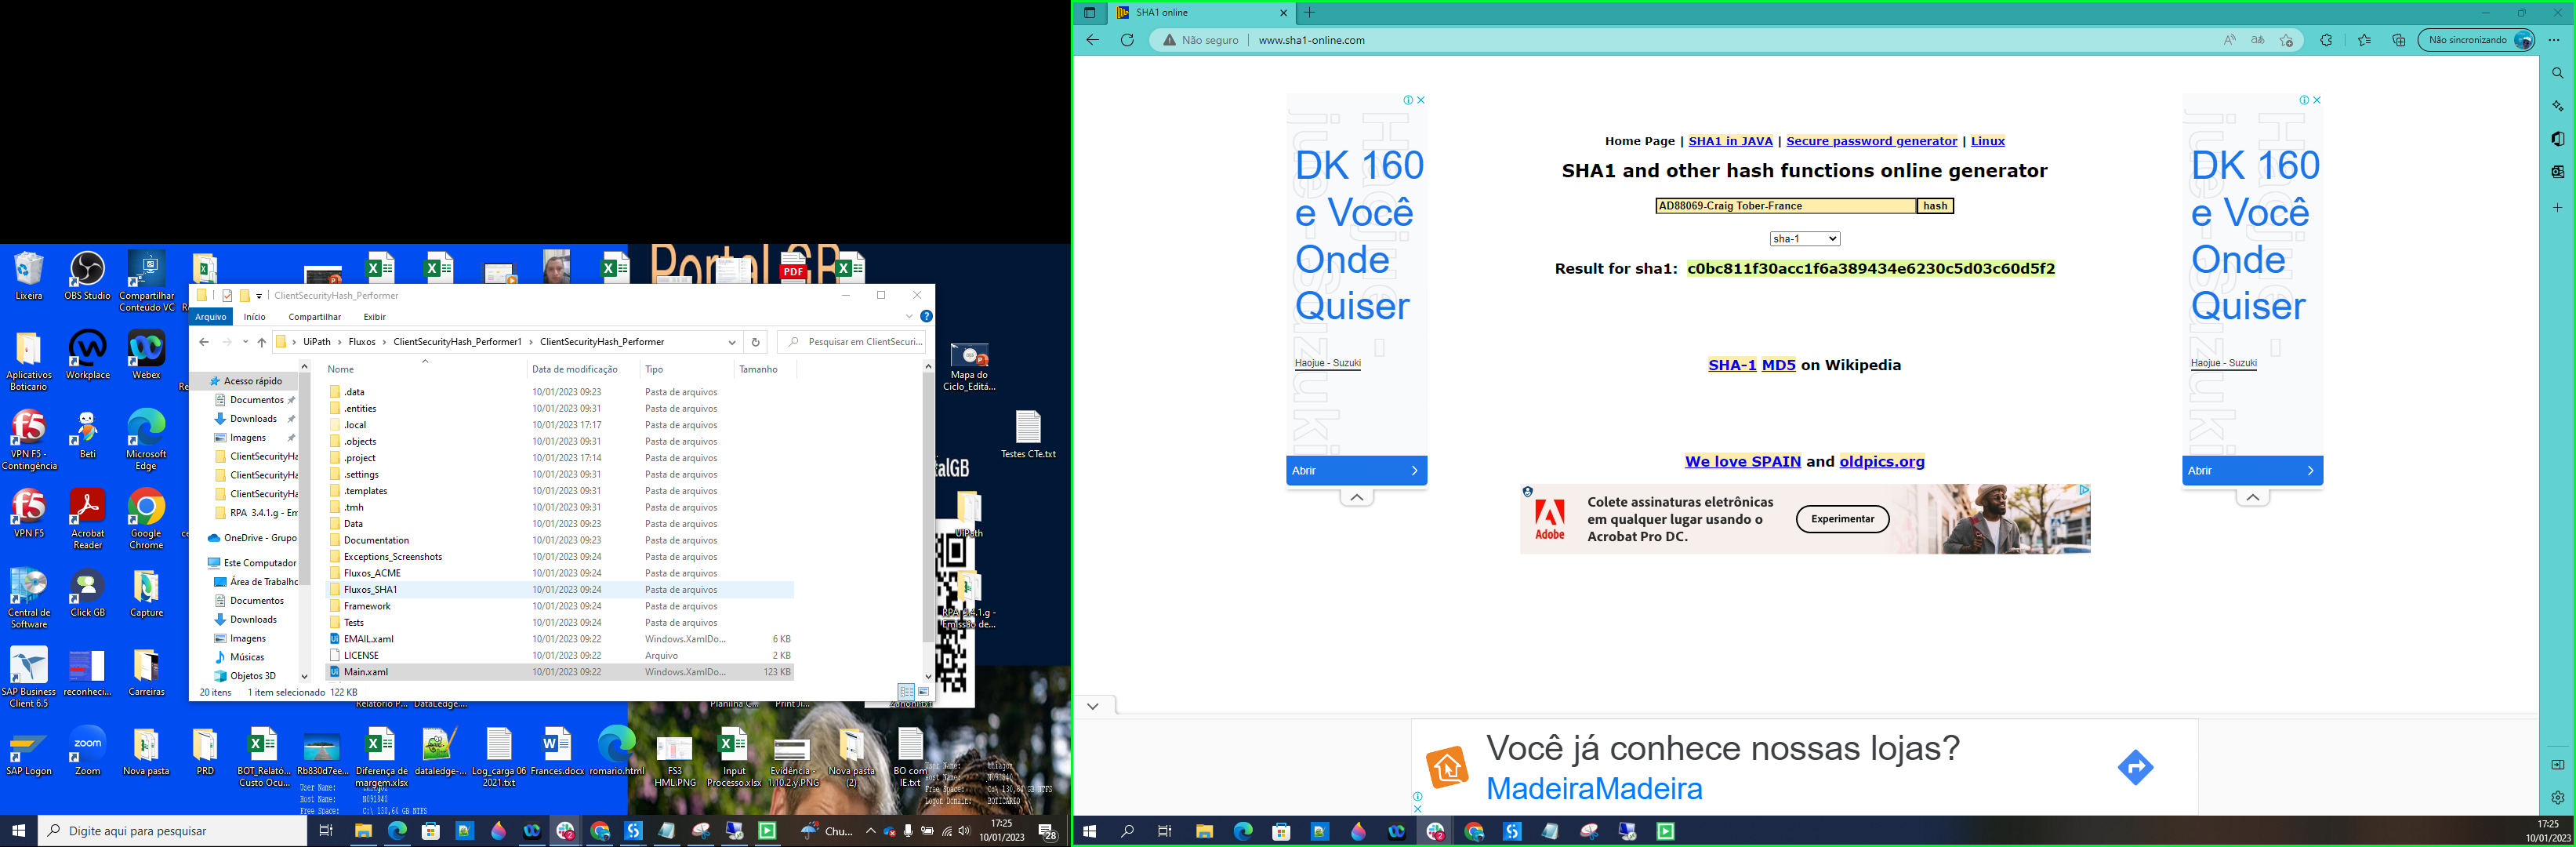 Lixeira
OBS Studio
Compartilhar
Conteúdo VC
Portal GB
ClientSecurityHash_Performer
Arquivo
Início
Compartilhar
Exibir
UiPath > Fluxos > ClientSecurityHash_Performer1 > ClientSecurityHash_Performer
Pesquisar em ClientSecuri...
Nome
Data de modificação
Tipo
Tamanho
Acesso rápido
Documentos
Downloads
Imagens
ClientSecurityHa
ClientSecurityHa
ClientSecurityHa
RPA 3.4.1.g - Em
OneDrive - Grupo
Este Computador
Área de Trabalho
Documentos
Downloads
Imagens
Músicas
Objetos 3D
.data 10/01/2023 09:23 Pasta de arquivos
.entities 10/01/2023 09:31 Pasta de arquivos
.local 10/01/2023 17:17 Pasta de arquivos
.objects 10/01/2023 09:31 Pasta de arquivos
.project 10/01/2023 17:14 Pasta de arquivos
.settings 10/01/2023 09:31 Pasta de arquivos
.templates 10/01/2023 09:31 Pasta de arquivos
.tmh 10/01/2023 09:31 Pasta de arquivos
Data 10/01/2023 09:23 Pasta de arquivos
Documentation 10/01/2023 09:23 Pasta de arquivos
Exceptions_Screenshots 10/01/2023 09:24 Pasta de arquivos
Fluxos_ACME 10/01/2023 09:24 Pasta de arquivos
Fluxos_SHA1 10/01/2023 09:24 Pasta de arquivos
Framework 10/01/2023 09:24 Pasta de arquivos
Tests 10/01/2023 09:24 Pasta de arquivos
EMAIL.xaml 10/01/2023 09:22 Windows.XamlDo... 6 KB
LICENSE 10/01/2023 09:22 Arquivo 2 KB
Main.xaml 10/01/2023 09:22 Windows.XamlDo... 123 KB
20 itens 1 item selecionado 122 KB
Aplicativos
Boticario
Workplace
Webex
VPN F5 -
Contingência
Beti
Microsoft
Edge
VPN F5
Acrobat
Reader
Google
Chrome
Central de
Software
Click GB
Capture
SAP Business
Client 6.5
reconheci...
Carreiras
SAP Logon
Zoom
Nova pasta
PRD
BOT_Relató...
Custo Ocu...
Rb830d7ee...
Diferença de
margem.xlsx
dataledge-...
Log_carga 06
2021.txt
Frances.docx
romario.html
FS3
HML.PNG
Input
Processo.xlsx
Evidência -
1.10.2.y.PNG
Nova pasta
(2)
BO com
IE.txt
Mapa do
Ciclo_Editá...
Testes CTe.txt
talGB
UiPath
RPA 3.4.1.g -
Emissão de...
PDF
zoom
User Name:
Host Name: N091840
Free Space: C:\ 130,64 GB NTFS
Logon Domain: BOTICARIO
Digite aqui para pesquisar
Chu...
17:25
10/01/2023
28
SHA1 online
Não seguro
www.sha1-online.com
Não sincronizando
Home Page | SHA1 in JAVA | Secure password generator | Linux
SHA1 and other hash functions online generator
AD88069-Craig Tober-France
hash
sha-1
Result for sha1: c0bc811f30acc1f6a389434e6230c5d03c60d5f2
SHA-1 MD5 on Wikipedia
We love SPAIN and oldpics.org
DK 160
e Você
Onde
Quiser
Haojue - Suzuki
Abrir
DK 160
e Você
Onde
Quiser
Haojue - Suzuki
Abrir
Adobe
Colete assinaturas eletrônicas
em qualquer lugar usando o
Acrobat Pro DC.
Experimentar
Você já conhece nossas lojas?
MadeiraMadeira
17:25
10/01/2023